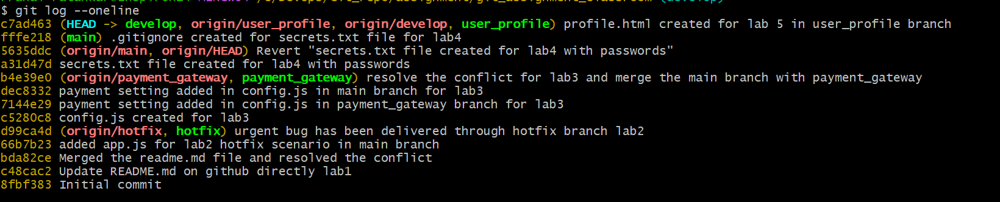 $ git log --oneline
c7ad463 (HEAD -> develop, origin/user_profile, origin/develop, user_profile) profile.html created for lab 5 in user_profile branch
fffe218 (main) .gitignore created for secrets.txt file for lab4
5635ddc (origin/main, origin/HEAD) Revert "secrets.txt file created for lab4 with passwords"
a31d47d secrets.txt file created for lab4 with passwords
b4e39e0 (origin/payment_gateway, payment_gateway) resolve the conflict for lab3 and merge the main branch with payment_gateway
dec8332 payment setting added in config.js in main branch for lab3
7144e29 payment setting added in config.js in payment_gateway branch for lab3
c5280c8 config.js created for lab3
d99ca4d (origin/hotfix, hotfix) urgent bug has been delivered through hotfix branch lab2
66b7b23 added app.js for lab2 hotfix scenario in main branch
bda82ce Merged the readme.md file and resolved the conflict
c48cac2 Update README.md on github directly lab1
8fbf383 Initial commit